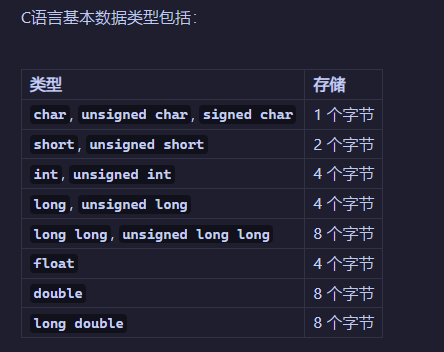 C语言基本数据类型包括：
类型 存储
char, unsigned char, signed char 1 个字节
short, unsigned short 2 个字节
int, unsigned int 4 个字节
long, unsigned long 4 个字节
long long, unsigned long long 8 个字节
float 4 个字节
double 8 个字节
long double 8 个字节